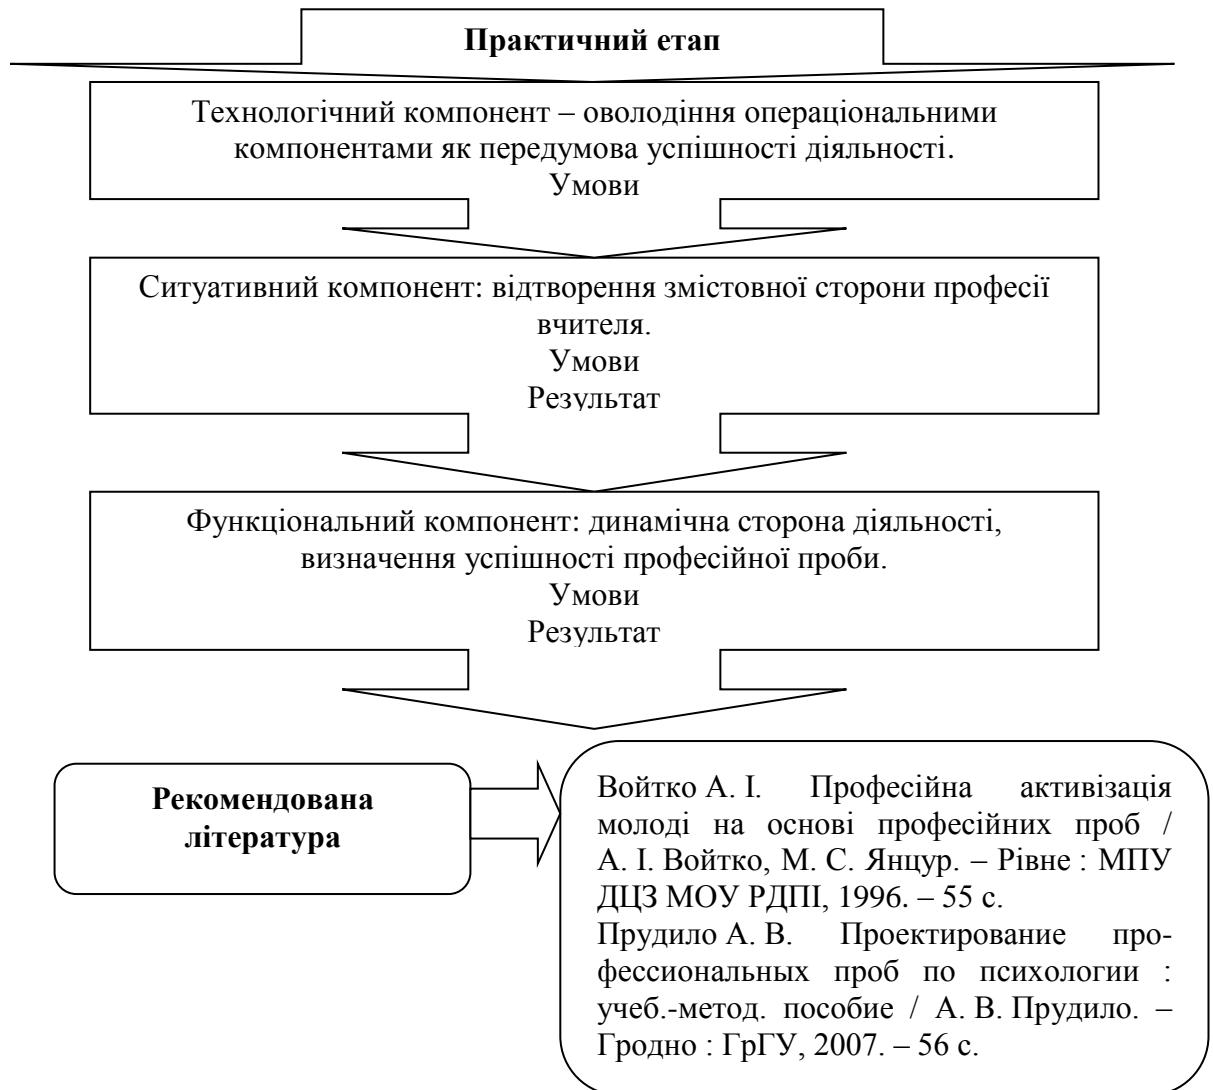 Практичний етап
Технологічний компонент – оволодіння операціональними
компонентами як передумова успішності діяльності.
Умови
Ситуативний компонент: відтворення змістовної сторони професії
вчителя.
Умови
Результат
Функціональний компонент: динамічна сторона діяльності,
визначення успішності професійної проби.
Умови
Результат
Рекомендована
література
Войтко А. І. Професійна активізація
молоді на основі професійних проб /
А. І. Войтко, М. С. Янцур. – Рівне : МПУ
ДЦЗ МОУ РДПІ, 1996. – 55 с.
Прудило А. В. Проектирование про-
фессиональных проб по психологии :
учеб.-метод. пособие / А. В. Прудило. –
Гродно : ГрГУ, 2007. – 56 с.